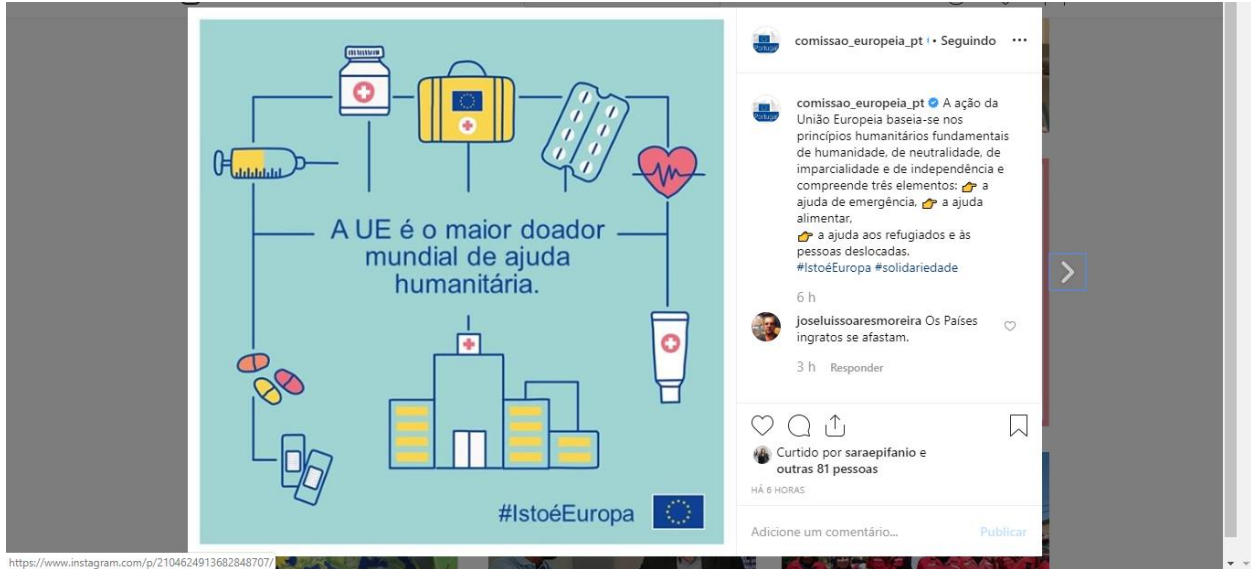 A UE é o maior doador
mundial de ajuda
humanitária.
#IstoéEuropa
comissao_europeia_pt • Seguindo •••
comissao_europeia_pt A ação da
União Europeia baseia-se nos
princípios humanitários fundamentais
de humanidade, de neutralidade, de
imparcialidade e de independência e
compreende três elementos: 👉 a
ajuda de emergência, 👉 a ajuda
alimentar,
👉 a ajuda aos refugiados e às
pessoas deslocadas.
#IstoéEuropa #solidariedade
6 h
joseluissoaresmoreira Os Países
ingratos se afastam.
3 h Responder
Curtido por saraepifanio e
outras 81 pessoas
HÁ 6 HORAS
Adicione um comentário... Publicar
https://www.instagram.com/p/2104624913682848707/